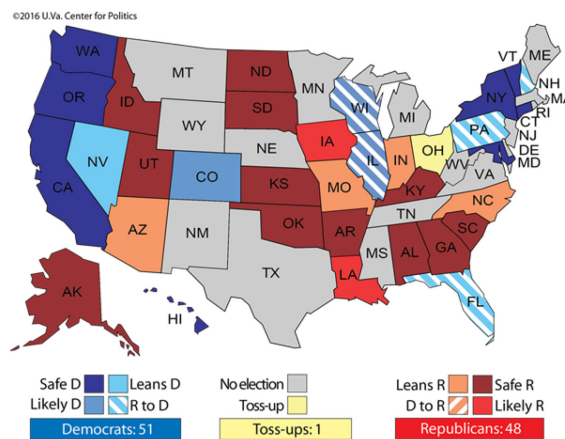 ©2016 U.Va. Center for Politics
WA
OR
CA
NV
ID
MT
WY
UT
AZ
CO
NM
ND
SD
NE
KS
OK
TX
MN
IA
MO
AR
LA
WI
IL
MI
IN
OH
KY
TN
MS
AL
GA
FL
SC
NC
VA
WV
PA
NY
VT
ME
NH
MA
RI
CT
NJ
DE
MD
AK
HI
Safe D Leans D
Likely D R to D
Democrats: 51
No election
Toss-up
Toss-ups: 1
Leans R Safe R
D to R Likely R
Republicans: 48